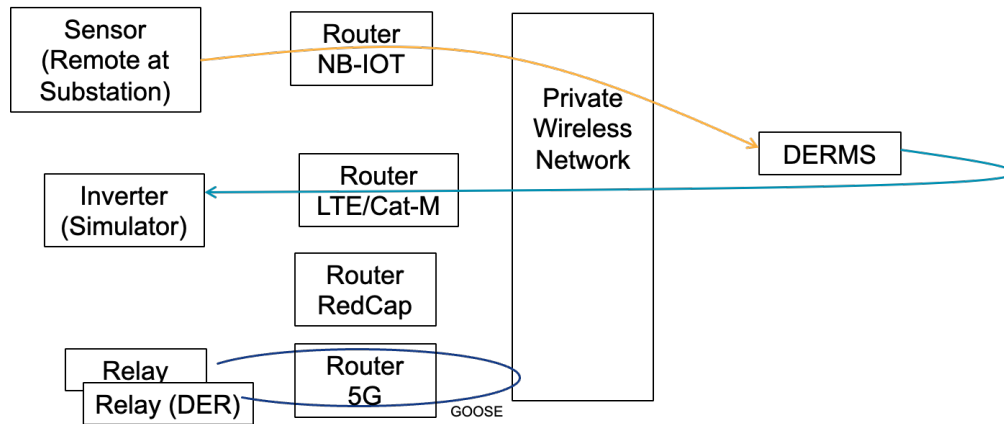 Sensor
(Remote at
Substation)
Router
NB-IOT
Private
Wireless
Network
DERMS
Inverter
(Simulator)
Router
LTE/Cat-M
Router
RedCap
Relay
Relay (DER)
Router
5G
GOOSE